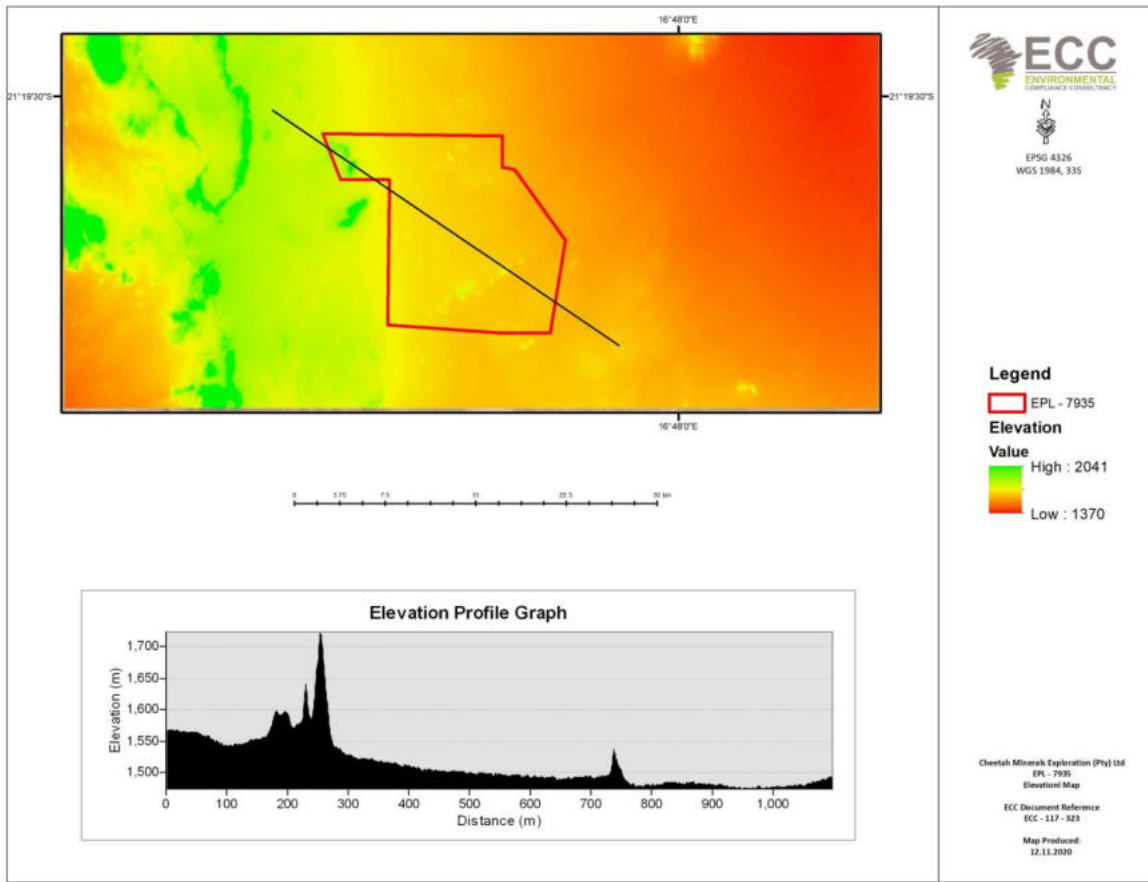 16°48'0"E
21°19'30"S
21°19'30"S
16°48'0"E
0 3.75 7.5 15 22.5 30 km
Elevation Profile Graph
Elevation (m)
1,700
1,650
1,600
1,550
1,500
0 100 200 300 400 500 600 700 800 900 1,000
Distance (m)
ECC
ENVIRONMENTAL
COMPLIANCE CONSULTANCY
N
EPSG 4326
WGS 1984, 33S
Legend
EPL - 7935
Elevation
Value
High : 2041
Low : 1370
Cheetah Minerals Exploration (Pty) Ltd
EPL - 7935
Elevationl Map
ECC Document Reference
ECC - 117 - 323
Map Produced:
12.11.2020